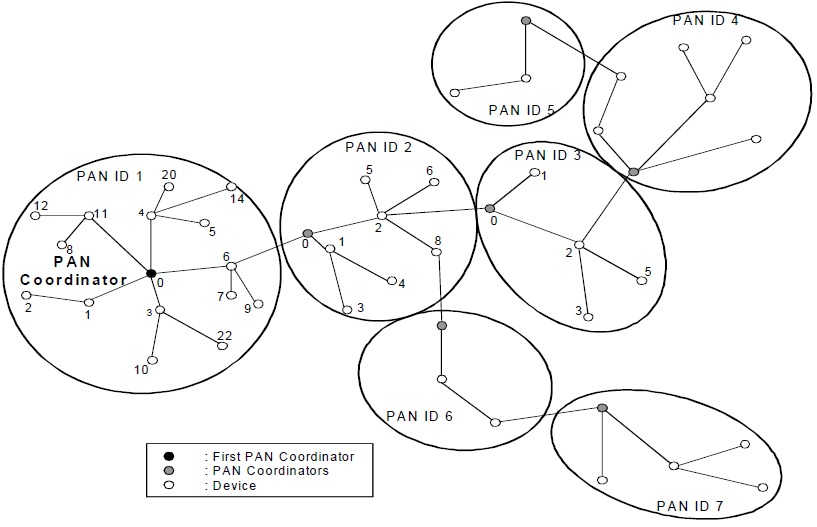 PAN ID 4
PAN ID 5
PAN ID 2
PAN ID 3
PAN ID 1
20
5
6
1
14
12
11
4
5
0
0
1
2
8
2
8
PAN
Coordinator
0
6
7
9
4
5
2
1
3
3
3
22
10
PAN ID 6
PAN ID 7
: First PAN Coordinator
: PAN Coordinators
: Device